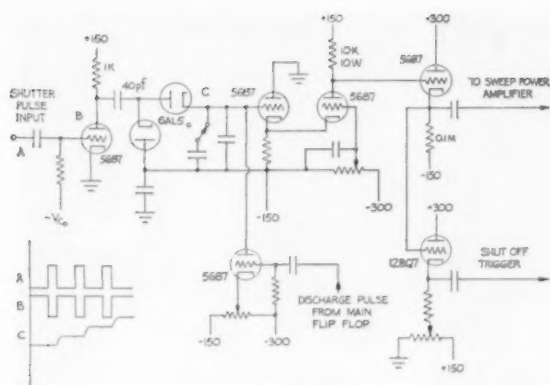 +150
1K
40pf
SHUTTER
PULSE
INPUT
A
B
5687
-Vco
6AL5
C
5687
-150
+150
10K
10W
5687
-300
+300
5687
TO SWEEP POWER
AMPLIFIER
0.1M
-150
+300
12BQ7
SHUT OFF
TRIGGER
+150
5687
-150
-300
DISCHARGE PULSE
FROM MAIN
FLIP FLOP
A
B
C